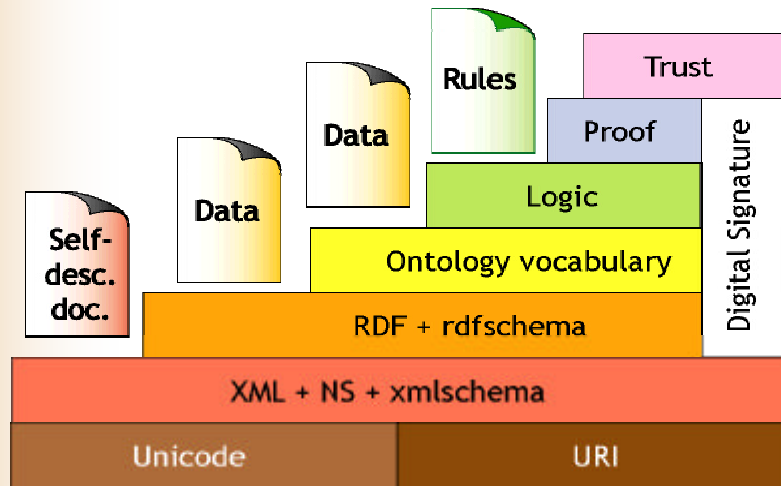 Rules
Trust
Data
Proof
Data
Logic
Self-
desc.
doc.
Ontology vocabulary
Digital Signature
RDF + rdfschema
XML + NS + xmlschema
Unicode
URI